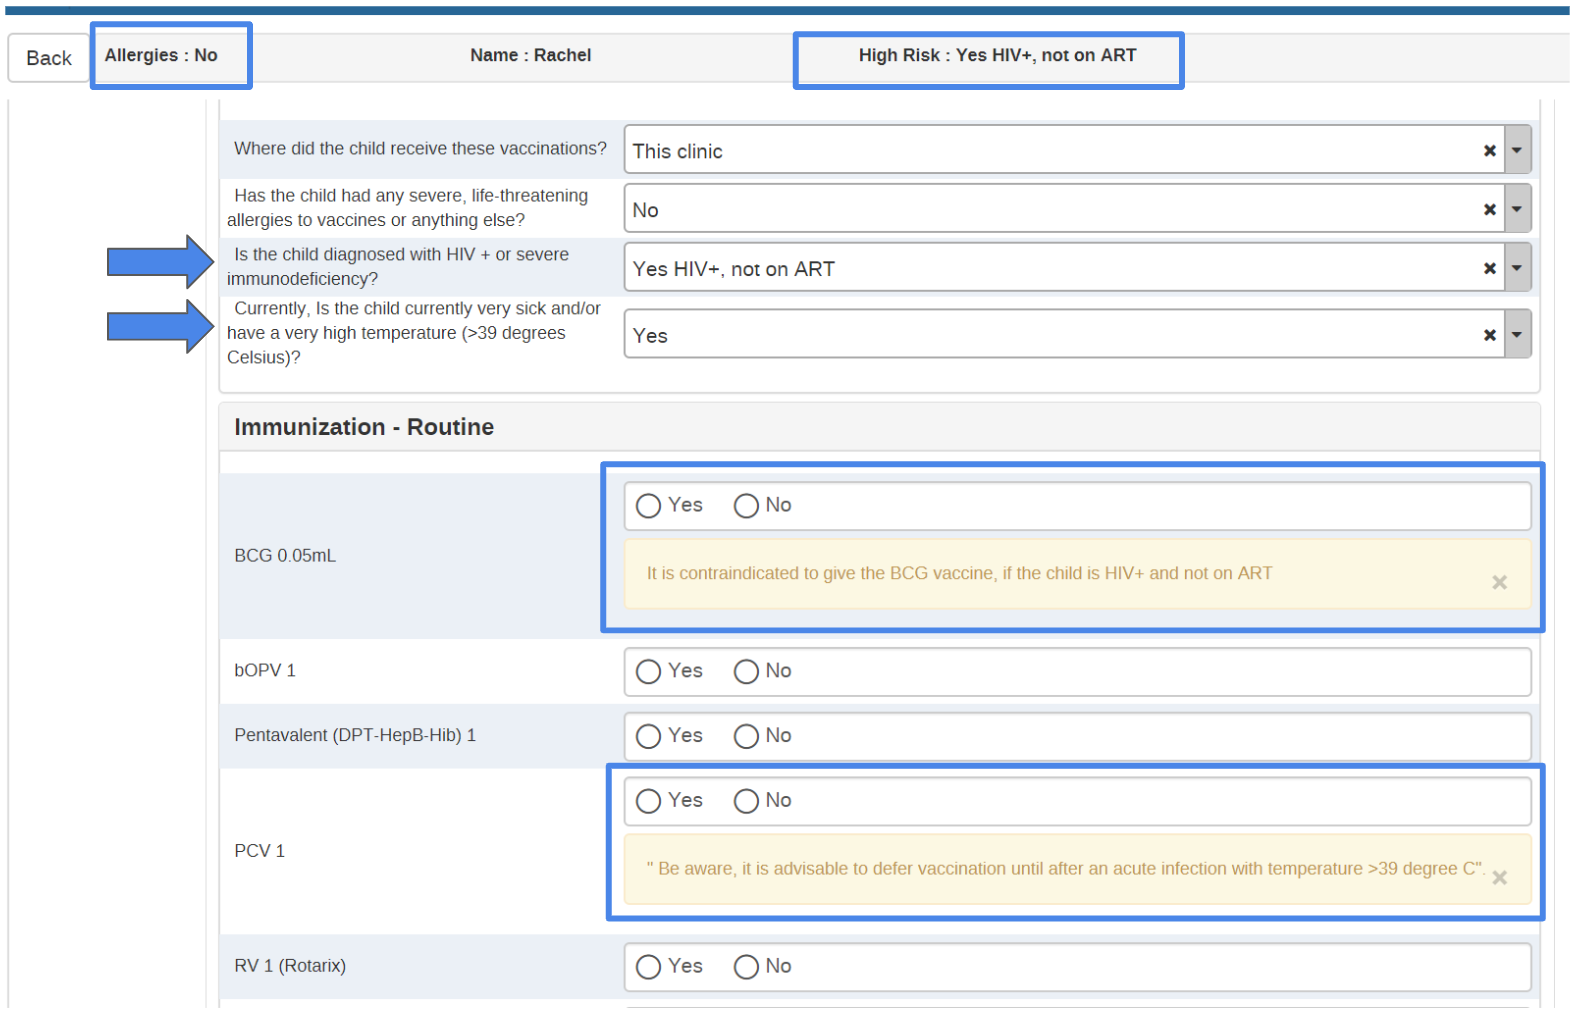 Back
Allergies : No
Name : Rachel
High Risk : Yes HIV+, not on ART
Where did the child receive these vaccinations?
This clinic
Has the child had any severe, life-threatening
allergies to vaccines or anything else?
No
Is the child diagnosed with HIV + or severe
immunodeficiency?
Yes HIV+, not on ART
Currently, Is the child currently very sick and/or
have a very high temperature (>39 degrees
Celsius)?
Yes
Immunization - Routine
BCG 0.05mL
Yes No
It is contraindicated to give the BCG vaccine, if the child is HIV+ and not on ART
bOPV 1
Yes No
Pentavalent (DPT-HepB-Hib) 1
Yes No
PCV 1
Yes No
" Be aware, it is advisable to defer vaccination until after an acute infection with temperature >39 degree C".
RV 1 (Rotarix)
Yes No